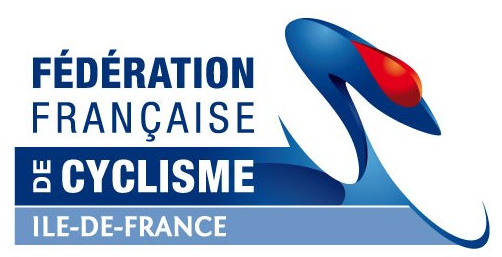 FÉDÉRATION
FRANÇAISE
DE CYCLISME
ILE-DE-FRANCE